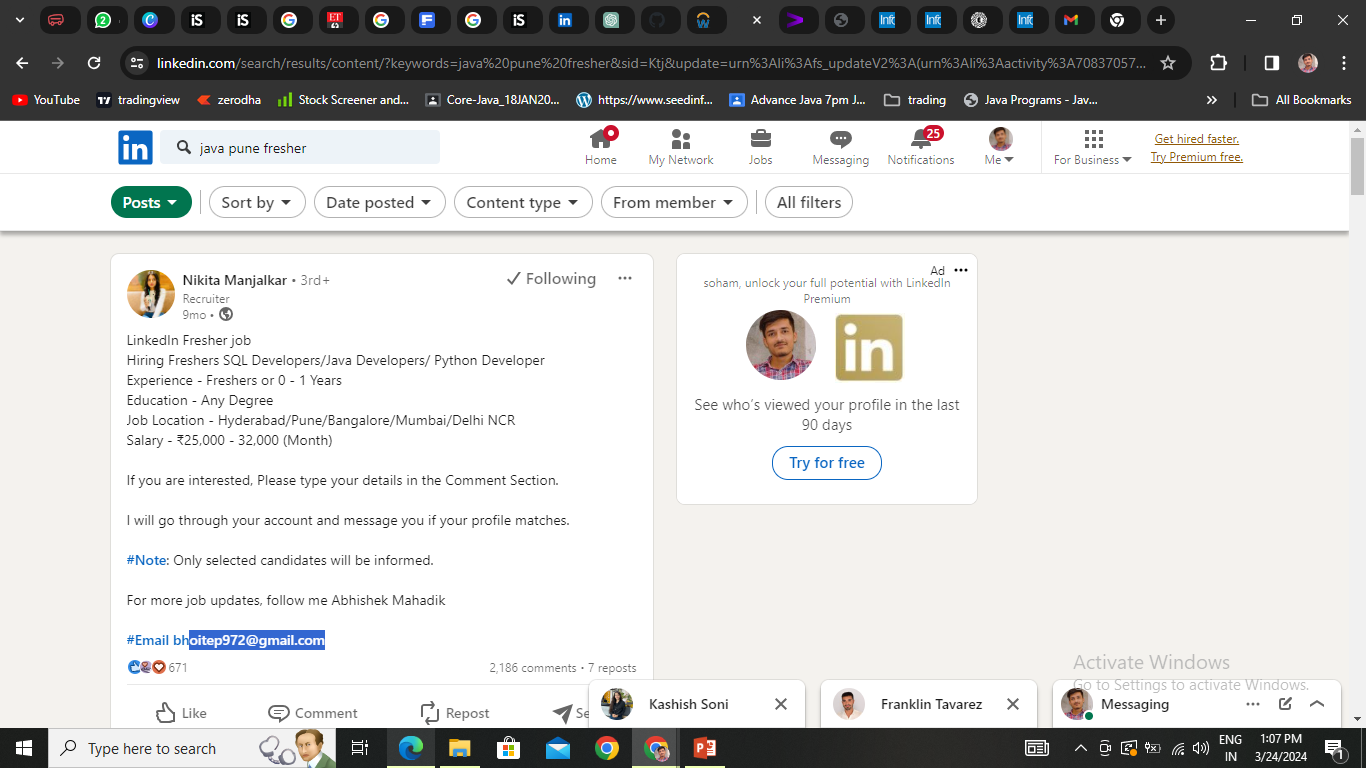 iS
iS
ET
iS
in
Info
Info
Info
linkedin.com/search/results/content/?keywords=java%20pune%20fresher&sid=Ktj&update=urn%3Ali%3Afs_updateV2%3A(urn%3Ali%3Aactivity%3A70837057...
YouTube
tradingview
zerodha
Stock Screener and...
Core-Java_18JAN20...
https://www.seedinf...
Advance Java 7pm J...
trading
Java Programs - Jav...
All Bookmarks
in
java pune fresher
Home
My Network
Jobs
Messaging
25
Notifications
Me
For Business
Get hired faster.
Try Premium free.
Posts
Sort by
Date posted
Content type
From member
All filters
Nikita Manjalkar • 3rd+
Recruiter
9mo •
Following
LinkedIn Fresher job
Hiring Freshers SQL Developers/Java Developers/ Python Developer
Experience - Freshers or 0 - 1 Years
Education - Any Degree
Job Location - Hyderabad/Pune/Bangalore/Mumbai/Delhi NCR
Salary - ₹25,000 - 32,000 (Month)
If you are interested, Please type your details in the Comment Section.
I will go through your account and message you if your profile matches.
#Note: Only selected candidates will be informed.
For more job updates, follow me Abhishek Mahadik
#Email bhoitep972@gmail.com
671
2,186 comments • 7 reposts
Like
Comment
Repost
Se
Ad
soham, unlock your full potential with LinkedIn
Premium
in
See who's viewed your profile in the last
90 days
Try for free
Activate Windows
Go to Settings to activate Windows.
Kashish Soni
Franklin Tavarez
Messaging
Type here to search
ENG
IN
1:07 PM
3/24/2024
1